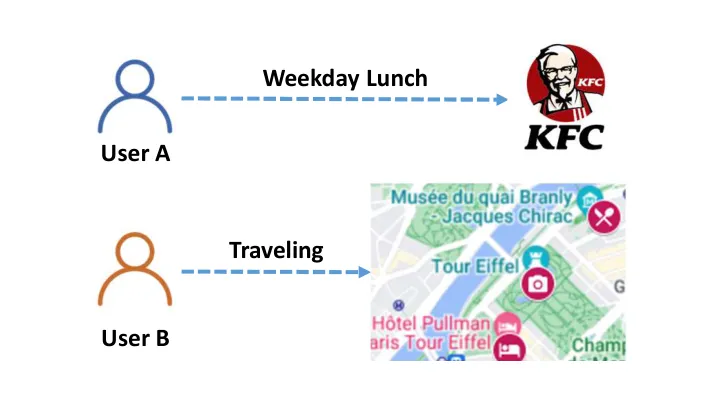 Weekday Lunch
KFC
KFC
User A
Musée du quai Branly
- Jacques Chirac
Traveling
Tour Eiffel
G
Hôtel Pullman
aris Tour Eiffel
Champ
User B